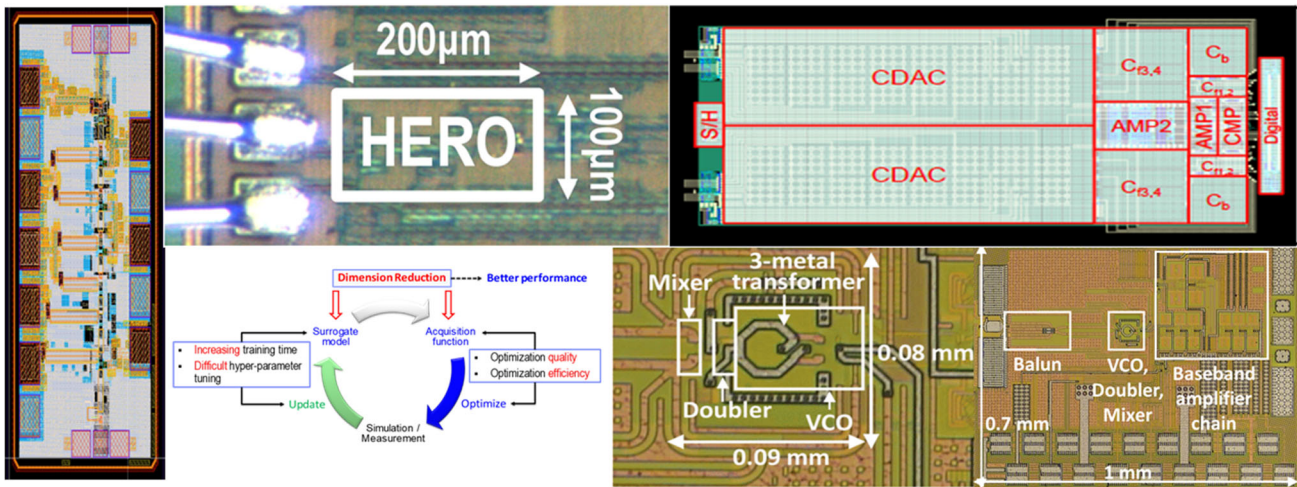 200μm
HERO
100μm
S/H
CDAC
CDAC
Cf3,4
AMP2
Cf3,4
Cb
Cf1,2
AMP1
CMP
Cf1,2
Cb
Digital
Dimension Reduction
Better performance
Surrogate
model
Acquisition
function
▪ Increasing training time
▪ Difficult hyper-parameter
tuning
▪ Optimization quality
▪ Optimization efficiency
Update
Optimize
Simulation /
Measurement
3-metal
transformer
Mixer
0.08 mm
Doubler
VCO
0.09 mm
Balun
VCO,
Doubler,
Mixer
Baseband
amplifier
chain
0.7 mm
1 mm